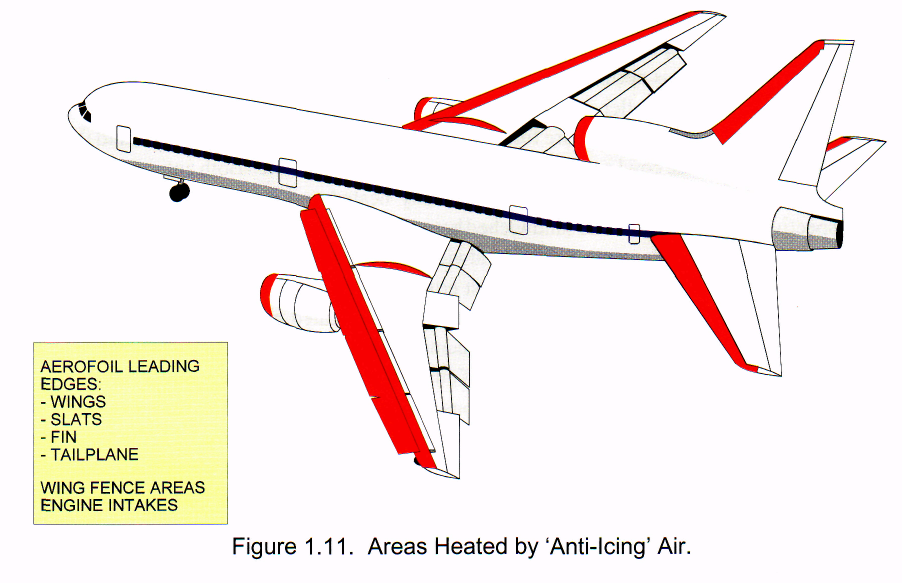 AEROFOIL LEADING
EDGES:
- WINGS
- SLATS
- FIN
- TAILPLANE
WING FENCE AREAS
ENGINE INTAKES
Figure 1.11. Areas Heated by ‘Anti-Icing’ Air.